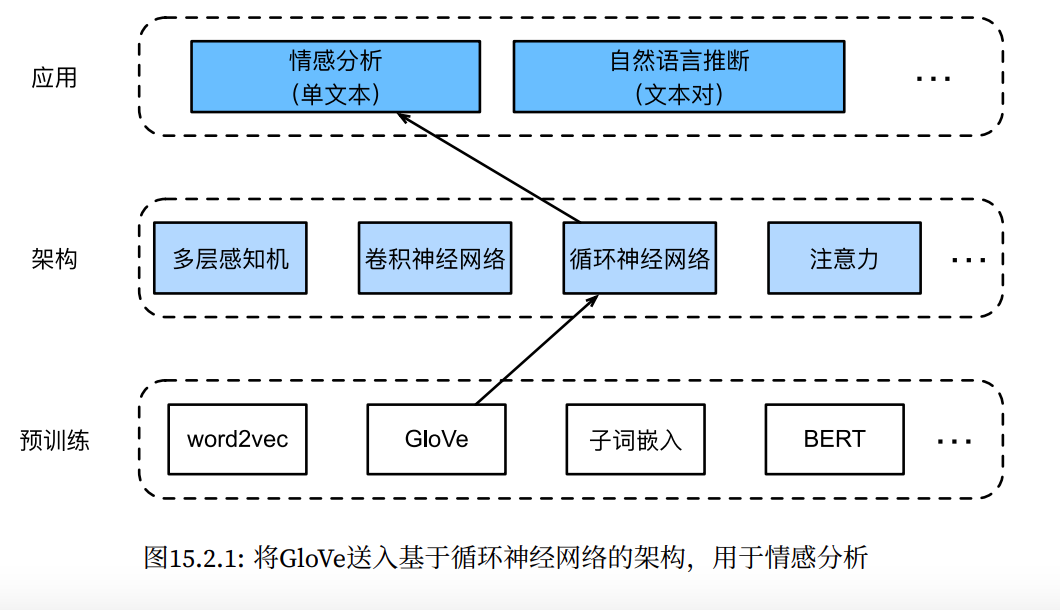 应用
情感分析
（单文本）
自然语言推断
（文本对）
...
架构
多层感知机
卷积神经网络
循环神经网络
注意力
...
预训练
word2vec
GloVe
子词嵌入
BERT
...
图15.2.1: 将GloVe送入基于循环神经网络的架构，用于情感分析